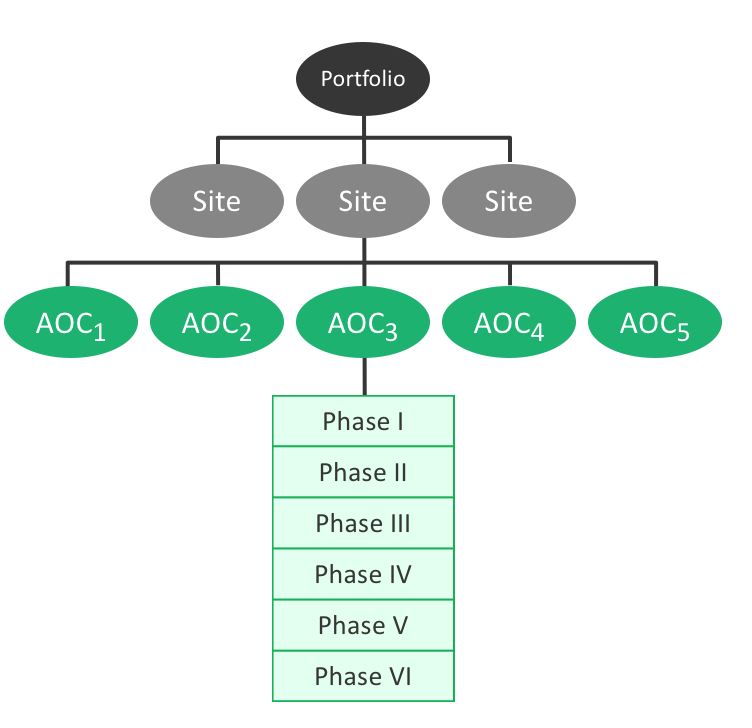 Portfolio
Site Site Site
AOC1 AOC2 AOC3 AOC4 AOC5
Phase I
Phase II
Phase III
Phase IV
Phase V
Phase VI